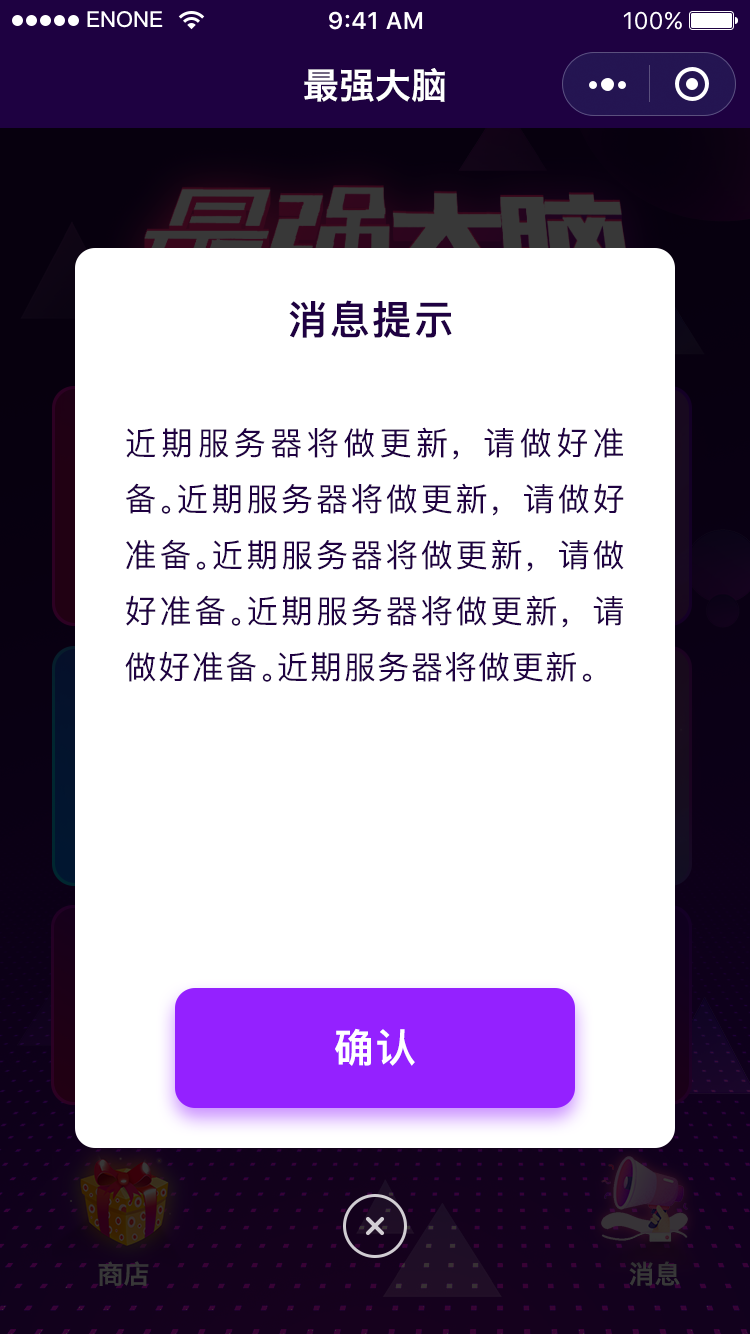 ENONE 9:41 AM 100%
最强大脑
最强大脑
消息提示
近期服务器将做更新，请做好准
备。近期服务器将做更新，请做好
准备。近期服务器将做更新，请做
好准备。近期服务器将做更新，请
做好准备。近期服务器将做更新。
确认
商店 消息